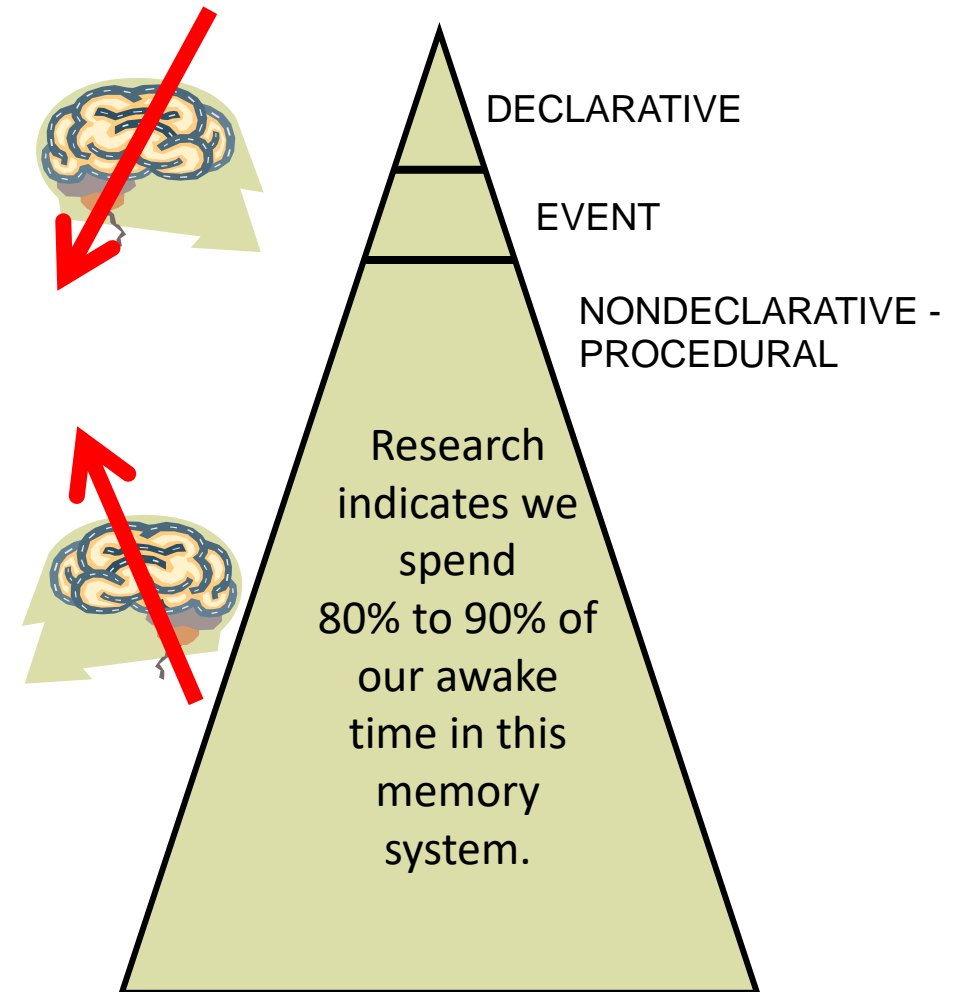 DECLARATIVE
EVENT
NONDECLARATIVE -
PROCEDURAL
Research
indicates we
spend
80% to 90% of
our awake
time in this
memory
system.